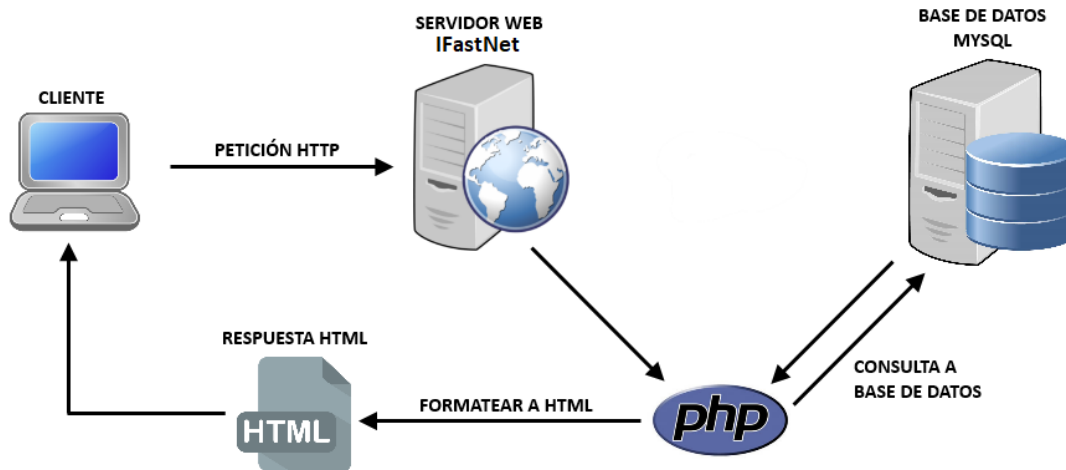 SERVIDOR WEB
IFastNet
BASE DE DATOS
MYSQL
CLIENTE
PETICIÓN HTTP
RESPUESTA HTML
CONSULTA A
BASE DE DATOS
FORMATEAR A HTML
HTML
php